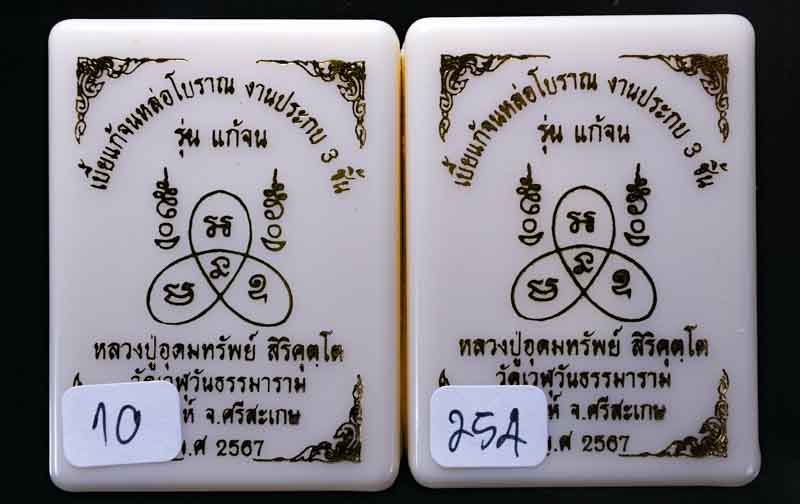 เบี้ยแก้จนหล่อโบราณ งานประกบ 3 ชิ้น
รุ่น แก้จน
หลวงปู่อุดมทรัพย์ สิริคุตฺโต
วัดเวฬุวันธรรมาราม
จ.ศรีสะเกษ
พ.ศ 2567
10
เบี้ยแก้จนหล่อโบราณ งานประกบ 3 ชิ้น
รุ่น แก้จน
หลวงปู่อุดมทรัพย์ สิริคุตฺโต
วัดเวฬุวันธรรมาราม
จ.ศรีสะเกษ
พ.ศ 2567
254